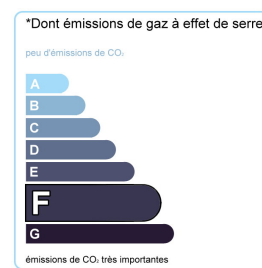 *Dont émissions de gaz à effet de serre
peu d'émissions de CO₂
A
B
C
D
E
F
G
émissions de CO₂ très importantes